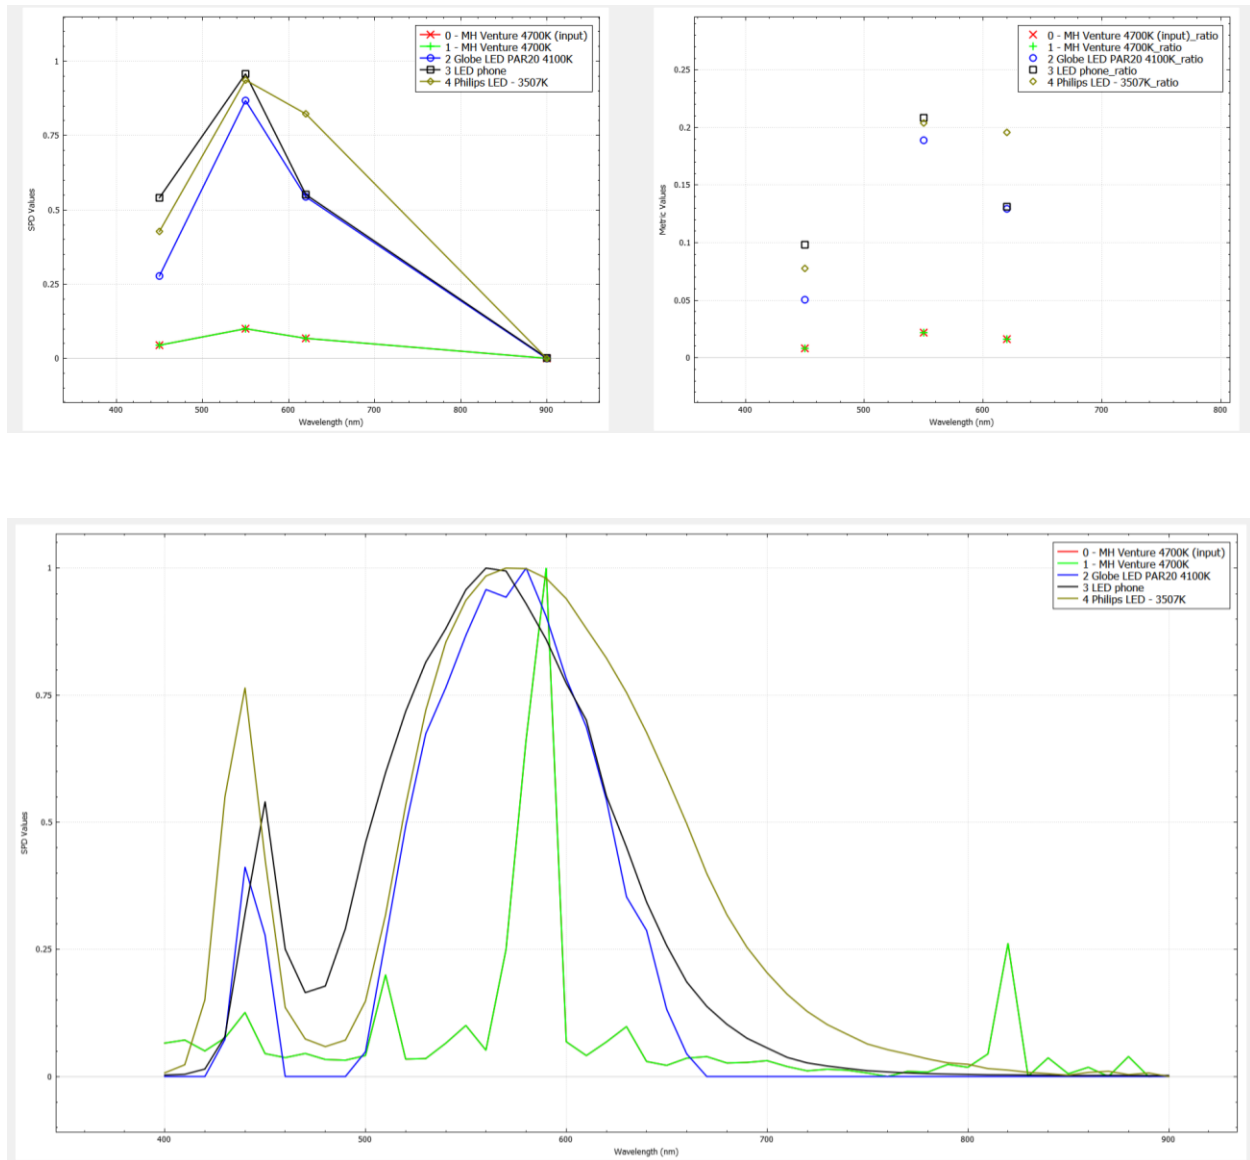 0 - MH Venture 4700K (input)
1 - MH Venture 4700K
2 Globe LED PAR20 4100K
3 LED phone
4 Philips LED - 3507K
1
0.75
0.5
0.25
0
SPD Values
400
500
600
700
800
900
Wavelength (nm)
0 - MH Venture 4700K (input)_ratio
1 - MH Venture 4700K_ratio
2 Globe LED PAR20 4100K_ratio
3 LED phone_ratio
4 Philips LED - 3507K_ratio
0.25
0.2
0.15
0.1
0.05
0
Metric Values
400
500
600
700
800
Wavelength (nm)
0 - MH Venture 4700K (input)
1 - MH Venture 4700K
2 Globe LED PAR20 4100K
3 LED phone
4 Philips LED - 3507K
1
0.75
0.5
0.25
0
SPD Values
400
500
600
700
800
900
Wavelength (nm)